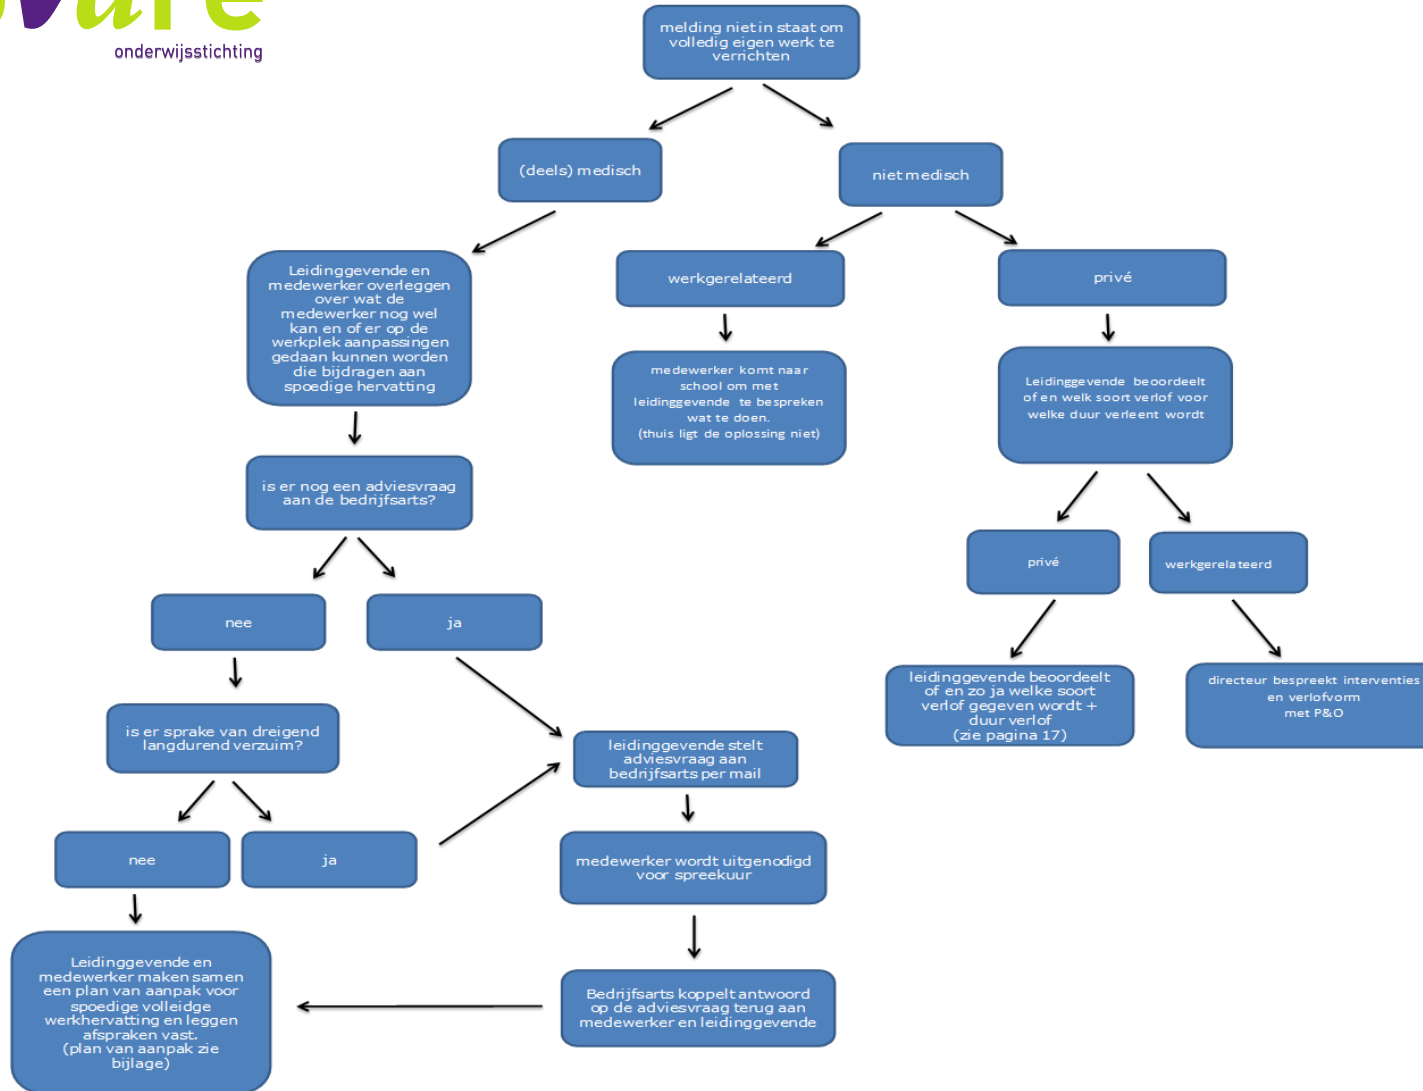 onderwijsstichting
melding niet in staat om
volledig eigen werk te
verrichten
(deels) medisch
niet medisch
Leidinggevende en
medewerker overleggen
over wat de
medewerker nog wel
kan en of er op de
werkplek aanpassingen
gedaan kunnen worden
die bijdragen aan
spoedige hervatting
werkgerelateerd
privé
medewerker komt naar
school om met
leidinggevende te bespreken
wat te doen.
(thuis ligt de oplossing niet)
Leidinggevende beoordeelt
of en welk soort verlof voor
welke duur verleent wordt
is er nog een adviesvraag
aan de bedrijfsarts?
privé
werkgerelateerd
nee
ja
leidinggevende beoordeelt
of en zo ja welke soort
verlof gegeven wordt +
duur verlof
(zie pagina 17)
directeur bespreekt interventies
en verlofvorm
met P&O
is er sprake van dreigend
langdurend verzuim?
leidinggevende stelt
adviesvraag aan
bedrijfsarts per mail
nee
ja
medewerker wordt uitgenodigd
voor spreekuur
Leidinggevende en
medewerker maken samen
een plan van aanpak voor
spoedige volleidge
werkhervatting en leggen
afspraken vast.
(plan van aanpak zie
bijlage)
Bedrijfsarts koppelt antwoord
op de adviesvraag terug aan
medewerker en leidinggevende